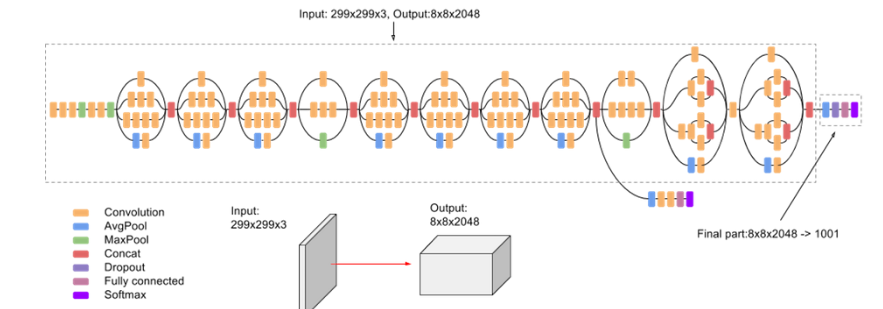 Input: 299x299x3, Output:8x8x2048
Convolution
AvgPool
MaxPool
Concat
Dropout
Fully connected
Softmax
Input:
299x299x3
Output:
8x8x2048
Final part:8x8x2048 -> 1001